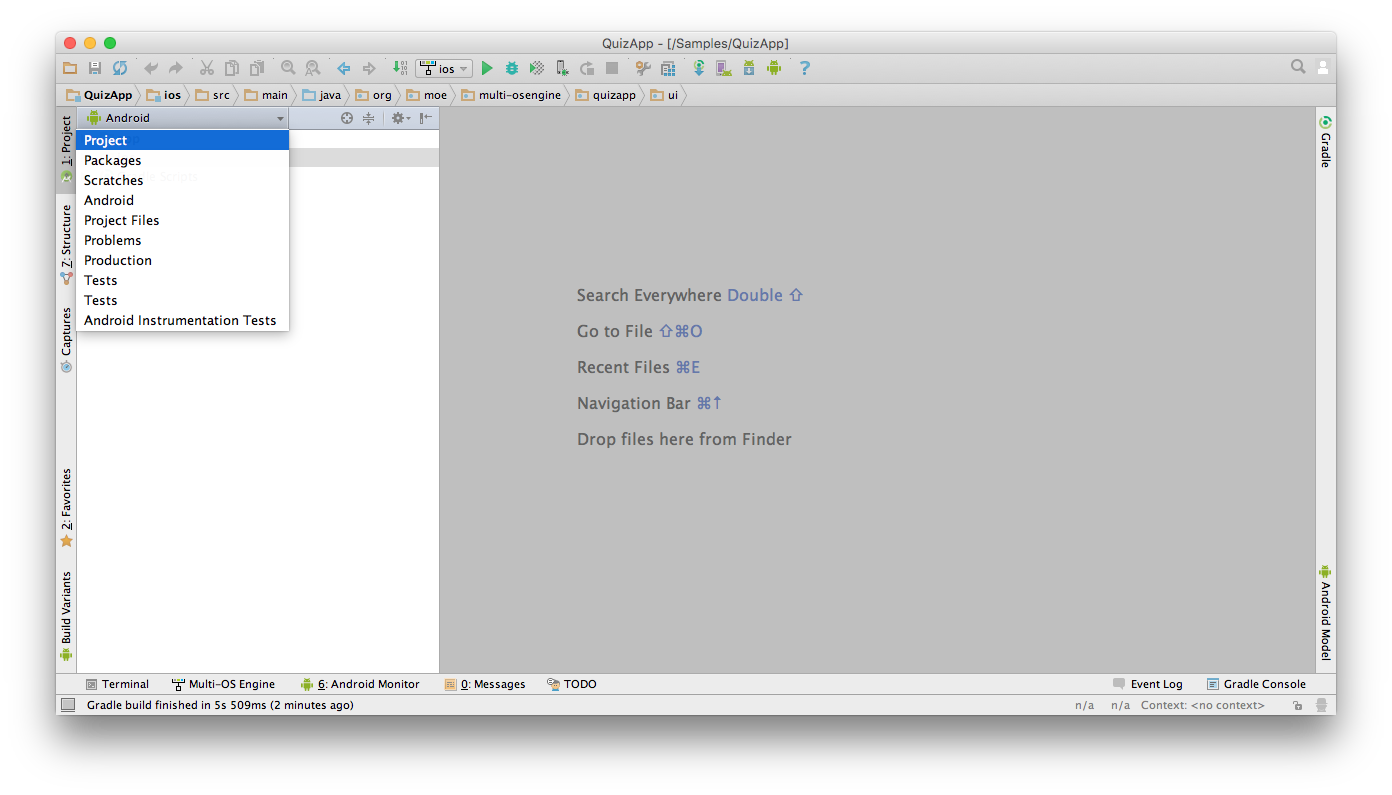 QuizApp - [/Samples/QuizApp]
ios
?
QuizApp ios src main java org moe multi-osengine quizapp ui
Android
Project
Packages
Scratches
Android
Project Files
Problems
Production
Tests
Tests
Android Instrumentation Tests
1: Project
Z: Structure
Captures
2: Favorites
Build Variants
Search Everywhere Double ⇧
Go to File ⇧⌘O
Recent Files ⌘E
Navigation Bar ⌘↑
Drop files here from Finder
Gradle
Android Model
Terminal Multi-OS Engine 6: Android Monitor 0: Messages TODO Event Log Gradle Console
Gradle build finished in 5s 509ms (2 minutes ago) n/a n/a Context: <no context>